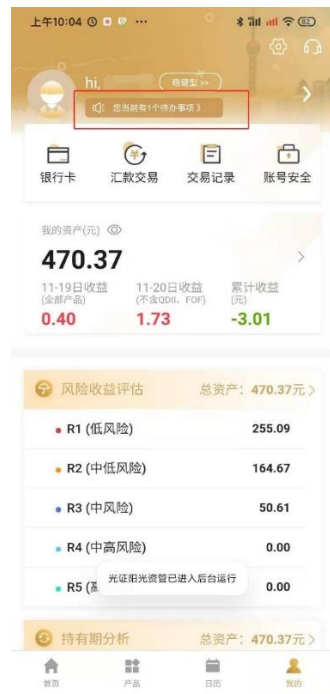 上午10:04
hi,
稳健型>>
您当前有1个待办事项 》
银行卡 汇款交易 交易记录 账号安全
我的资产(元)
470.37
11-19日收益 11-20日收益 累计收益
(全部产品) (不含QDII、FOF) (元)
0.40 1.73 -3.01
风险收益评估 总资产: 470.37元
R1 (低风险) 255.09
R2 (中低风险) 164.67
R3 (中风险) 50.61
R4 (中高风险) 0.00
R5 0.00
光证阳光资管已进入后台运行
持有期分析 总资产: 470.37元
首页 产品 日历 我的